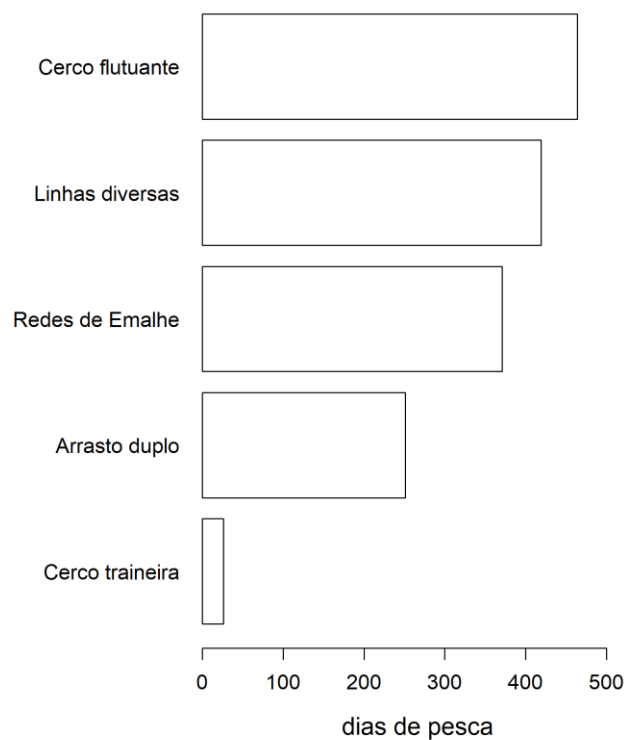 Cerco flutuante
Linhas diversas
Redes de Emalhe
Arrasto duplo
Cerco traineira
0 100 200 300 400 500
dias de pesca